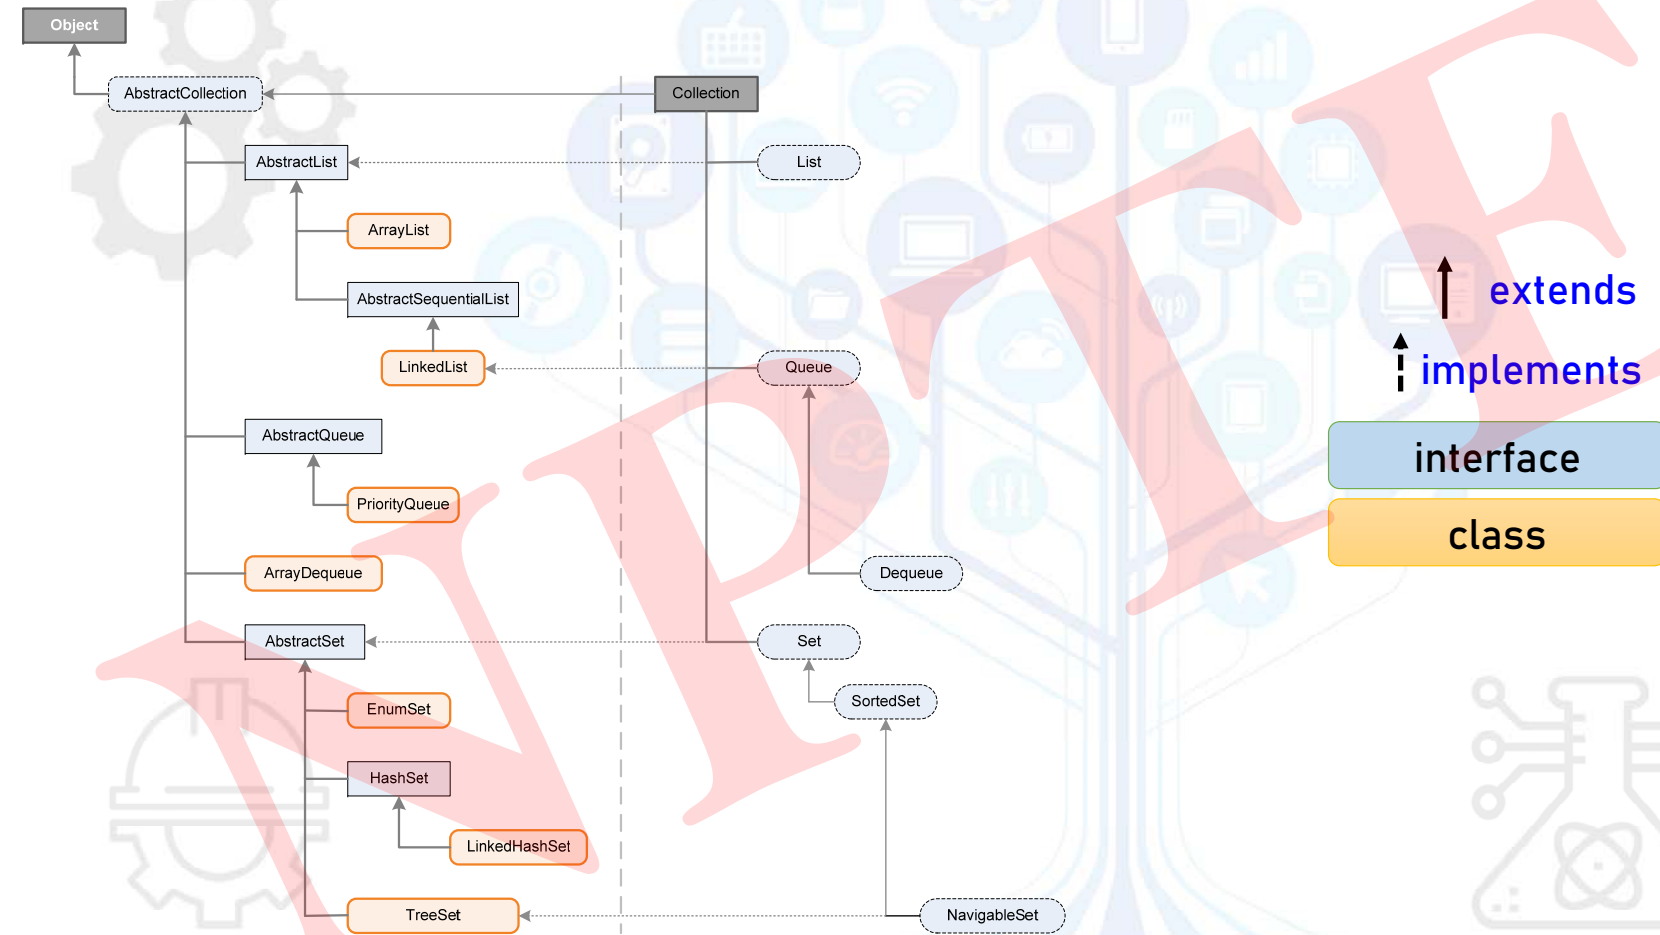 Object
AbstractCollection
Collection
AbstractList
List
ArrayList
AbstractSequentialList
extends
LinkedList
Queue
implements
AbstractQueue
interface
PriorityQueue
class
ArrayDequeue
Dequeue
AbstractSet
Set
EnumSet
SortedSet
HashSet
LinkedHashSet
TreeSet
NavigableSet
NPTE